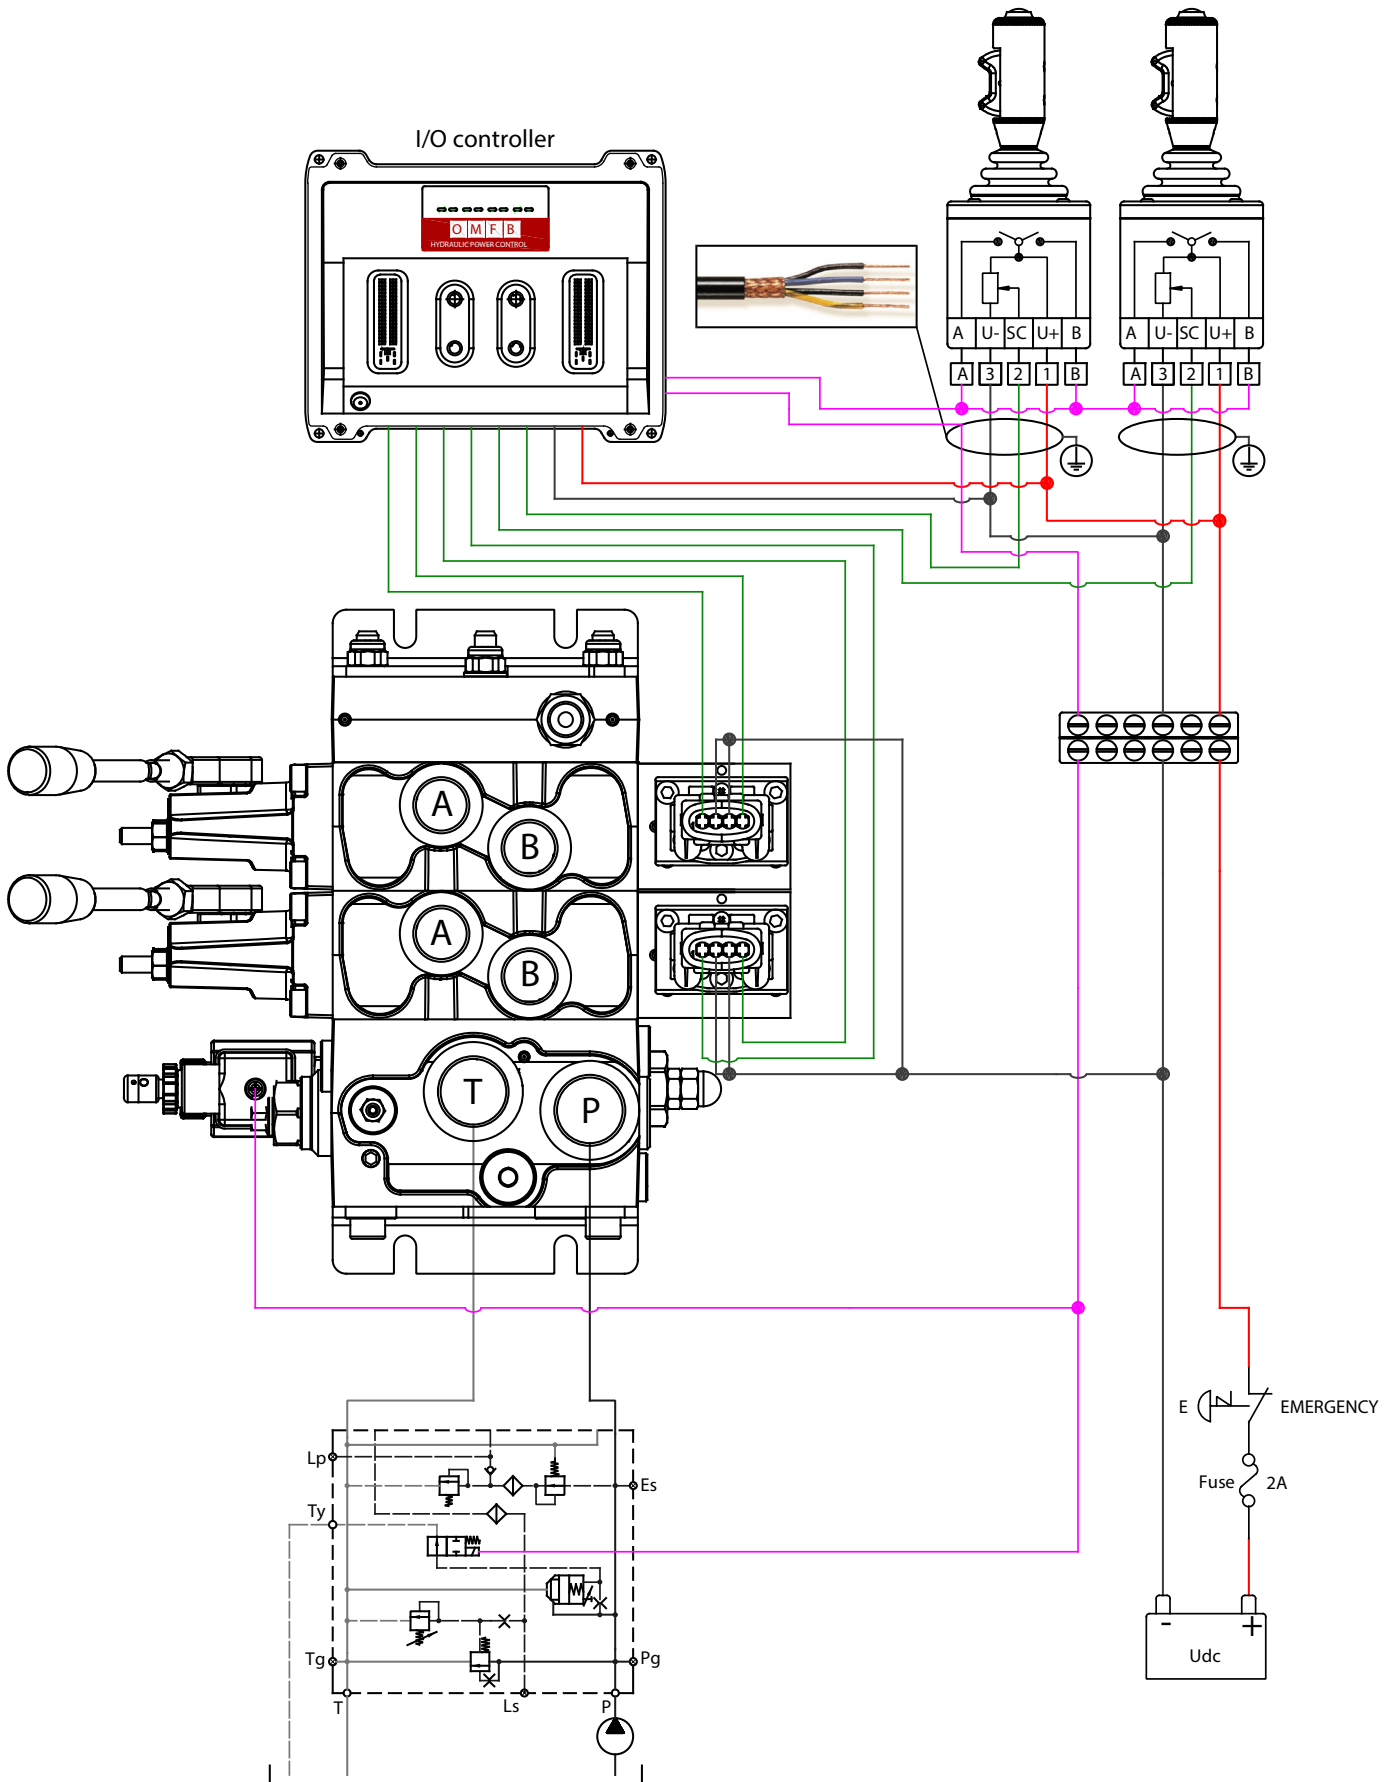 I/O controller
O M F B
HYDRAULIC POWER CONTROL
A U- SC U+ B
A 3 2 1 B
A U- SC U+ B
A 3 2 1 B
A
B
A
B
T
P
E EMERGENCY
Fuse 2A
Lp
Es
Ty
Tg
Pg
T
Ls
P
- +
Udc